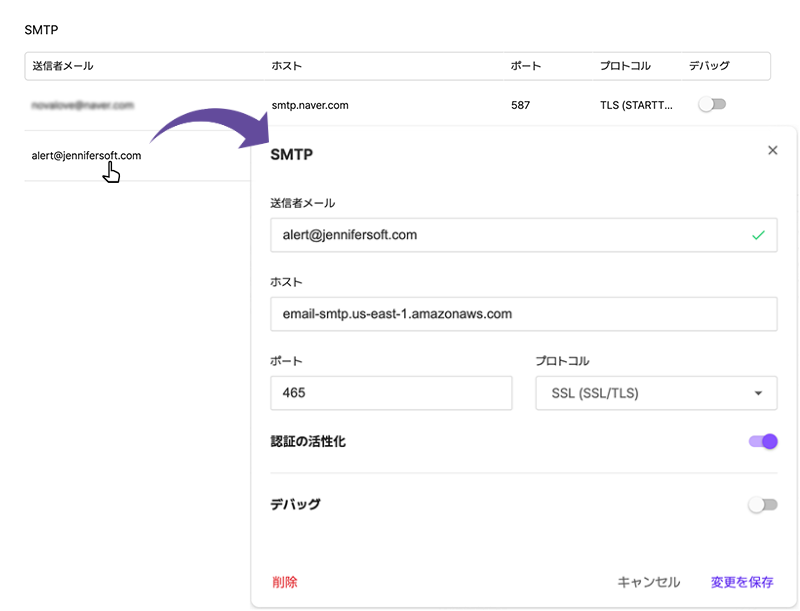 SMTP
送信者メール ホスト ポート プロトコル デバッグ
smtp.naver.com 587 TLS (STARTT...
alert@jennifersoft.com
SMTP
送信者メール
alert@jennifersoft.com
ホスト
email-smtp.us-east-1.amazonaws.com
ポート プロトコル
465 SSL (SSL/TLS)
認証の活性化
デバッグ
削除 キャンセル 変更を保存